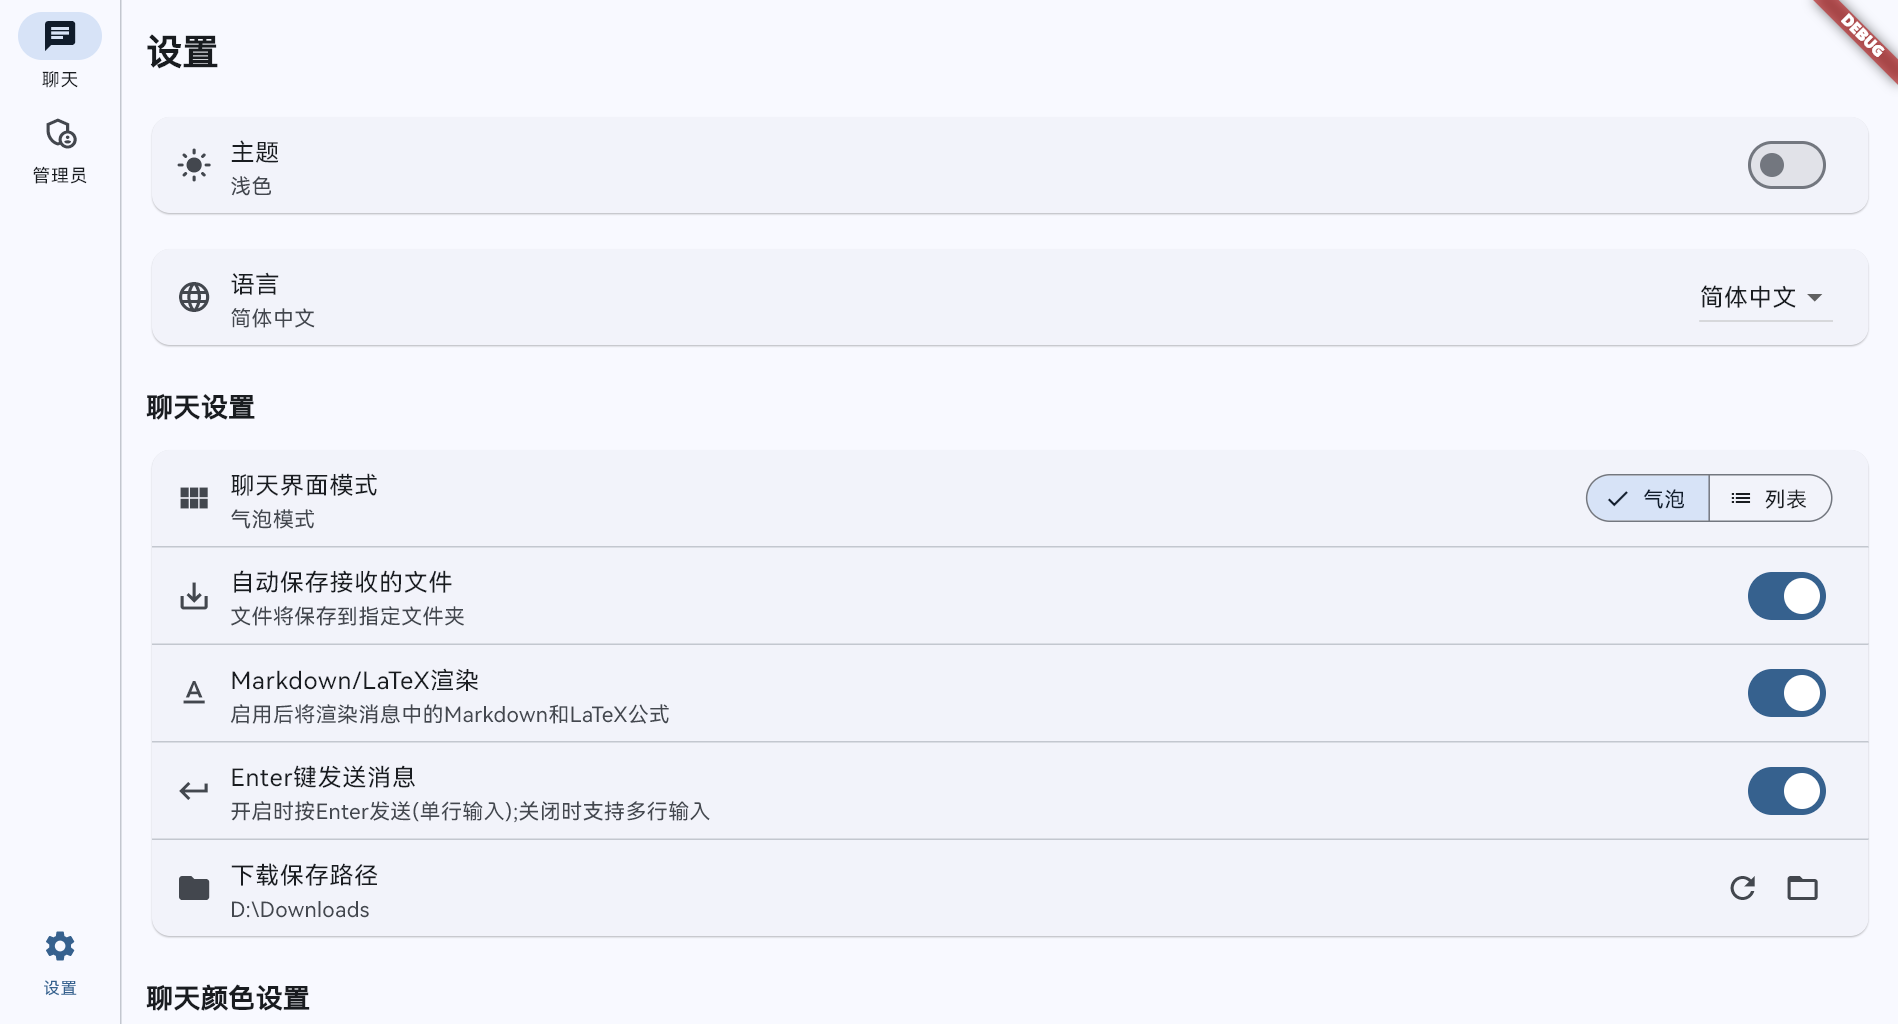 聊天
管理员
设置
DEBUG
主题
浅色
语言
简体中文
简体中文
聊天设置
聊天界面模式
气泡模式
气泡
列表
自动保存接收的文件
文件将保存到指定文件夹
Markdown/LaTeX渲染
启用后将渲染消息中的Markdown和LaTeX公式
Enter键发送消息
开启时按Enter发送(单行输入);关闭时支持多行输入
下载保存路径
D:\Downloads
设置
聊天颜色设置